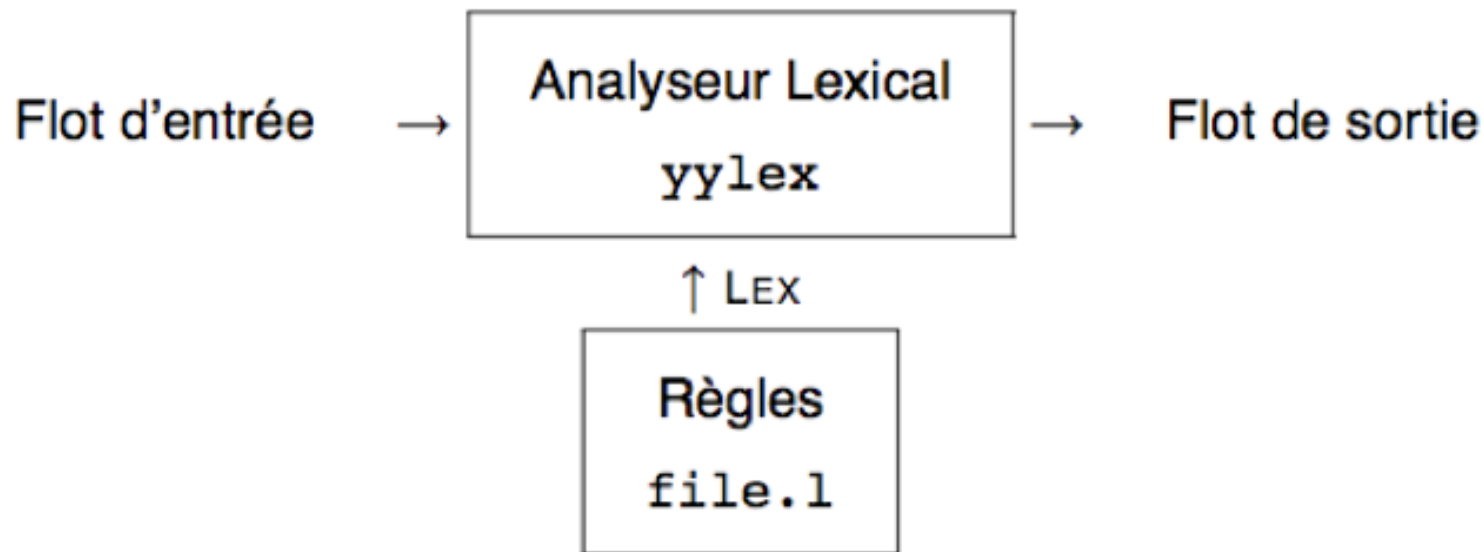 Analyseur Lexical
Flot d'entrée → → Flot de sortie
yylex
↑ LEX
Règles
file.l